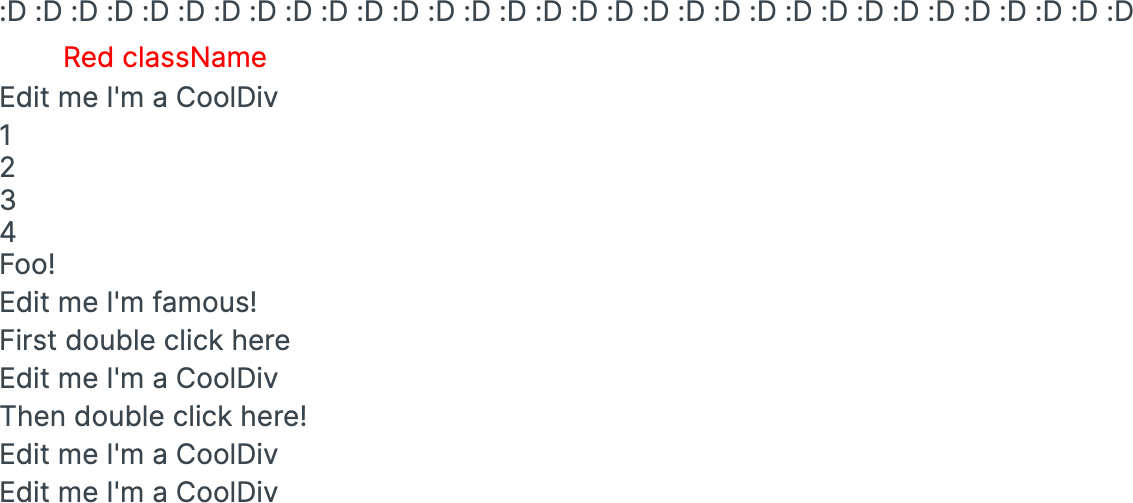 :D :D :D :D :D :D :D :D :D :D :D :D :D :D :D :D :D :D :D :D :D :D :D :D :D :D :D :D :D :D :D :D
Red className
Edit me I'm a CoolDiv
1
2
3
4
Foo!
Edit me I'm famous!
First double click here
Edit me I'm a CoolDiv
Then double click here!
Edit me I'm a CoolDiv
Edit me I'm a CoolDiv